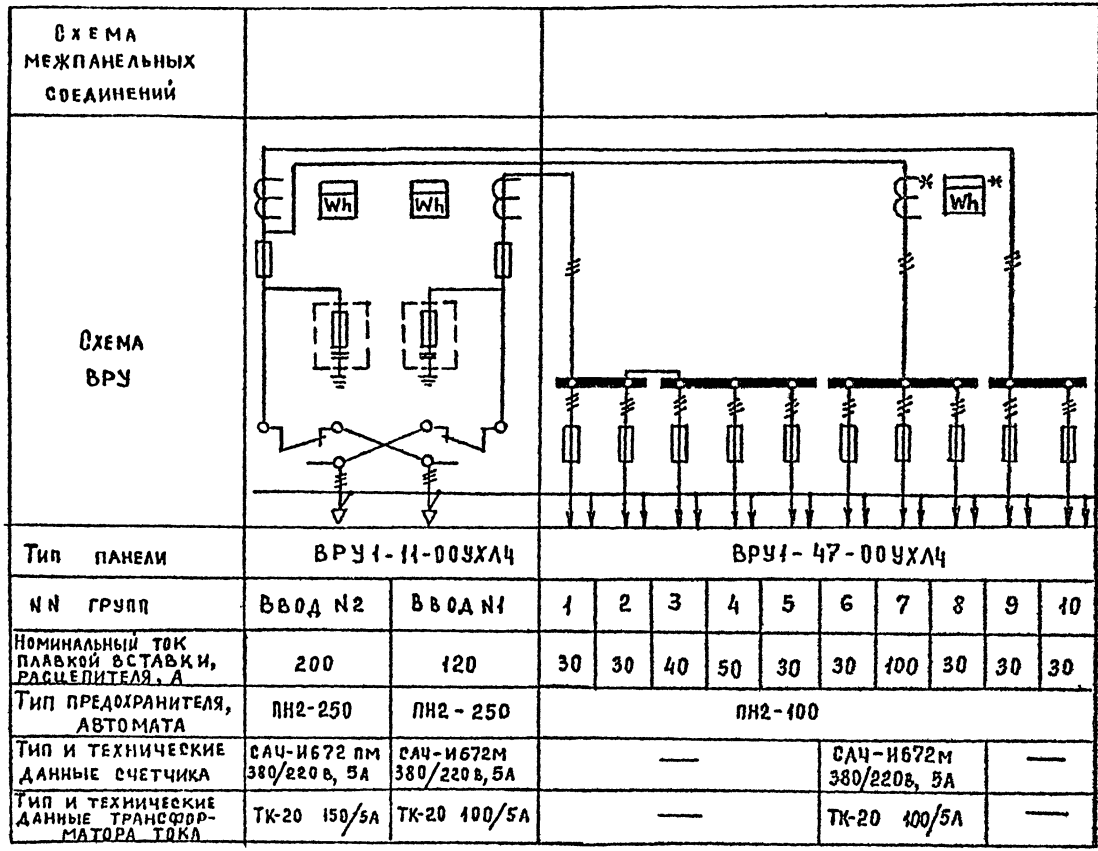 Схема
межпанельных
соединений
Wh
Wh
*
Wh
*
Схема
ВРУ
Тип панели
ВРУ1-11-00УХЛ4
ВРУ1-47-00УХЛ4
NN групп
Ввод N2
Ввод N1
1
2
3
4
5
6
7
8
9
10
Номинальный ток
плавкой вставки,
расцепителя, А
200
120
30
30
40
50
30
30
100
30
30
30
Тип предохранителя,
автомата
ПН2-250
ПН2-250
ПН2-100
Тип и технические
данные счетчика
САЧ-И672 ПМ
380/220 в, 5А
САЧ-И672М
380/220 в, 5А
—
САЧ-И672м
380/220в, 5А
—
Тип и технические
данные трансфор-
матора тока
ТК-20 150/5А
ТК-20 100/5А
—
ТК-20 100/5А
—